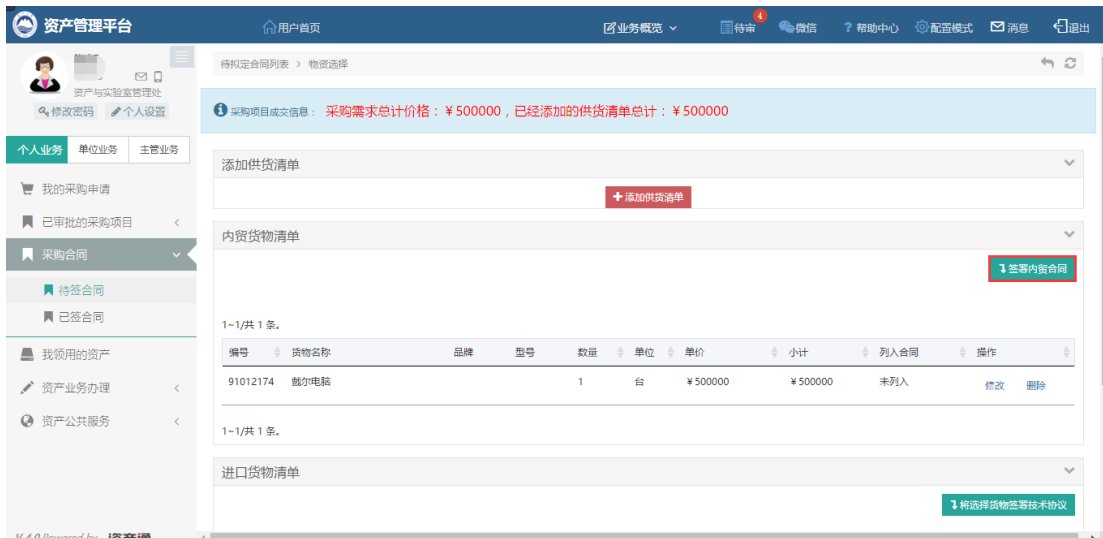 资产管理平台 用户首页 业务概览 待审 4 微信 ? 帮助中心 配置模式 消息 退出
资产与实验室管理处
修改密码 个人设置
个人业务 单位业务 主管业务
我的采购申请
已审批的采购项目
采购合同
待签合同
已签合同
我领用的资产
资产业务办理
资产公共服务
待拟定合同列表 > 物资选择
采购项目成交信息： 采购需求总计价格：¥500000，已经添加的供货清单总计：¥500000
添加供货清单
+添加供货清单
内贸货物清单
签署内贸合同
1~1/共 1 条。
编号 货物名称 品牌 型号 数量 单位 单价 小计 列入合同 操作
91012174 戴尔电脑 1 台 ¥500000 ¥500000 未列入 修改 删除
1~1/共 1 条。
进口货物清单
将选择货物签署技术协议